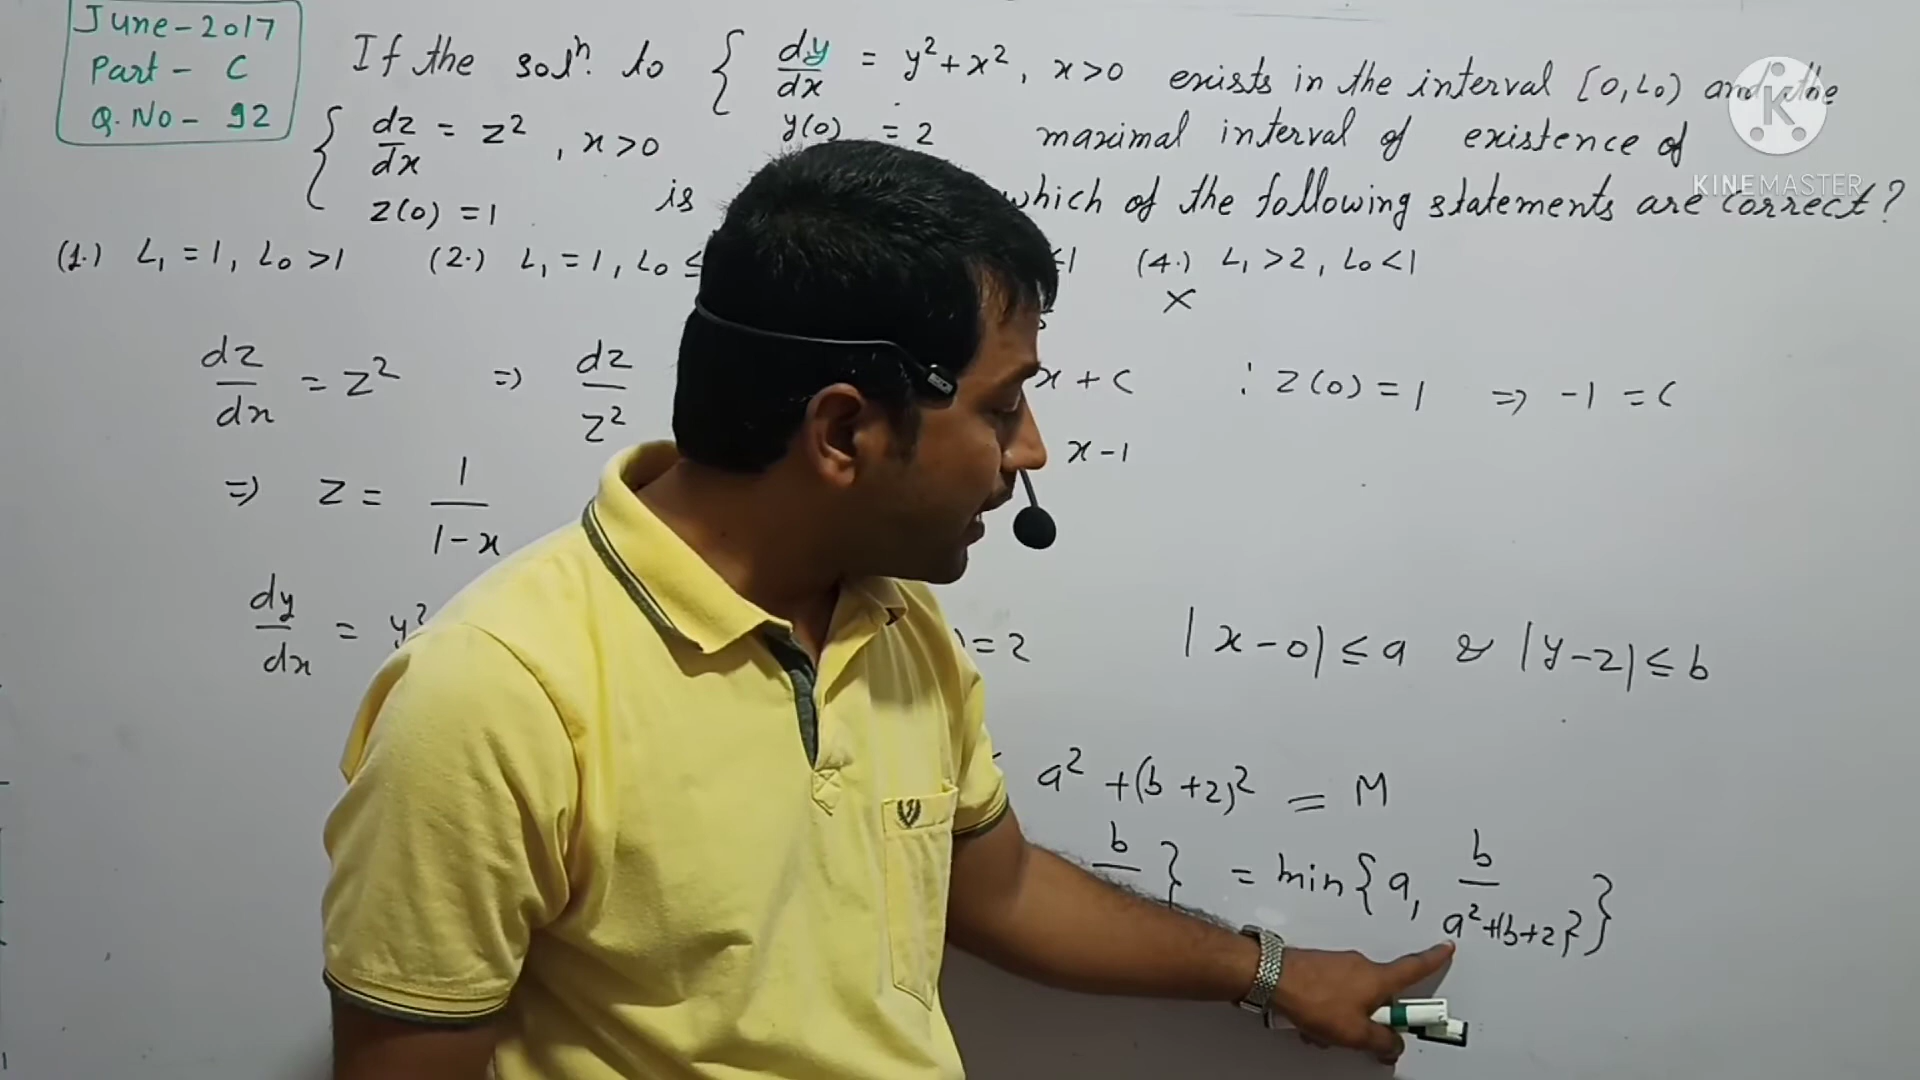 June-2017
Part - C
Q.No - 92
If the solⁿ. to { dy/dx = y²+x², x>0 exists in the interval [0,L₀) and the
{ dz/dx = z², x>0 y(0) = 2 maximal interval of existence of
z(0) = 1 is which of the following statements are correct?
(1.) L₁ = 1, L₀ >1 (2.) L₁ = 1, L₀ ≤ ≤1 (4.) L₁ >2, L₀ <1
×
dz/dx = z² ⇒ dz/z² x + c ∵ z(0) = 1 ⇒ -1 = c
x-1
⇒ z = 1/1-x
dy/dx = y² )=2 |x-0| ≤ a & |y-2| ≤ b
a² +(b+2)² = M
b } = min{ a, b/a²+(b+2)² }
K
KINEMASTER